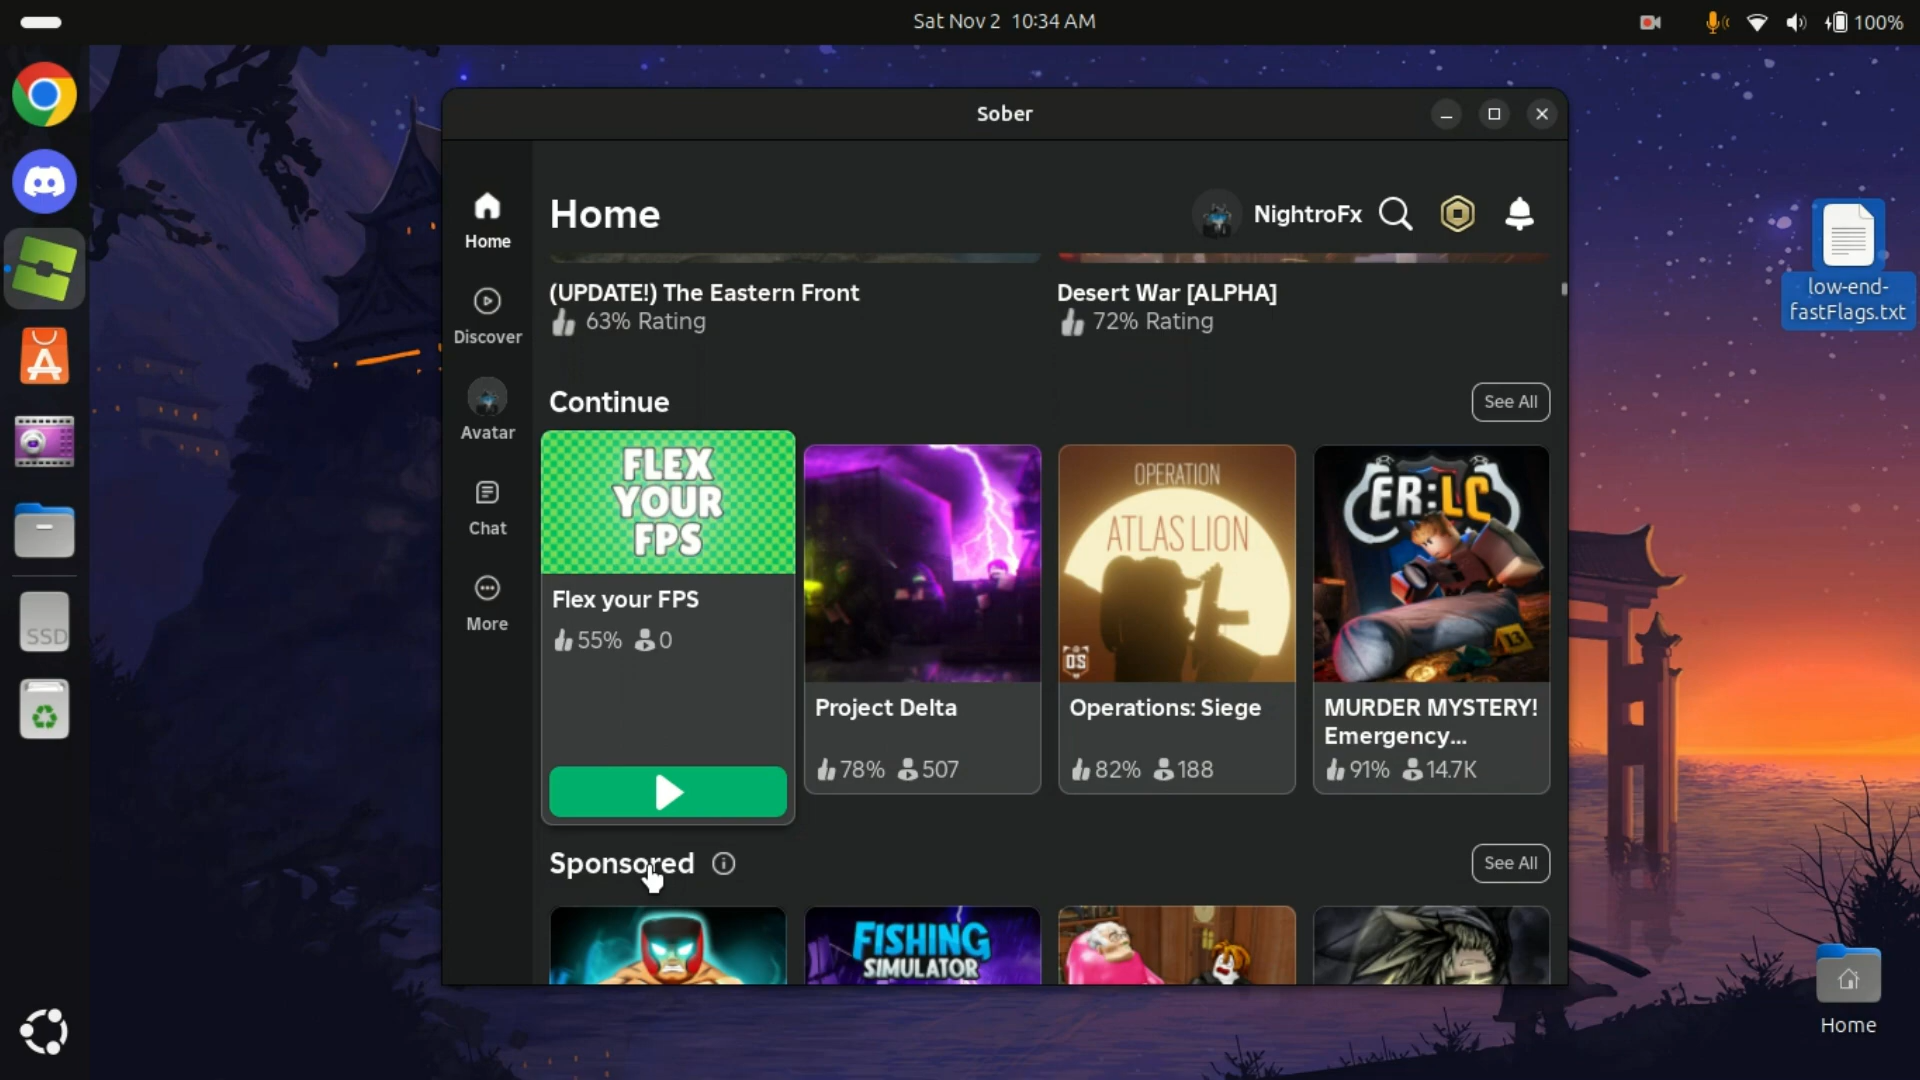 Sat Nov 2 10:34 AM
100%
Sober
Home
NightroFx
Home
Discover
Avatar
Chat
More
(UPDATE!) The Eastern Front
63% Rating
Desert War [ALPHA]
72% Rating
Continue
See All
FLEX
YOUR
FPS
Flex your FPS
55% 0
Project Delta
78% 507
OPERATION
ATLAS LION
OS
Operations: Siege
82% 188
ER:LC
13
MURDER MYSTERY!
Emergency...
91% 14.7K
Sponsored
See All
FISHING
SIMULATOR
SSD
low-end-
fastFlags.txt
Home